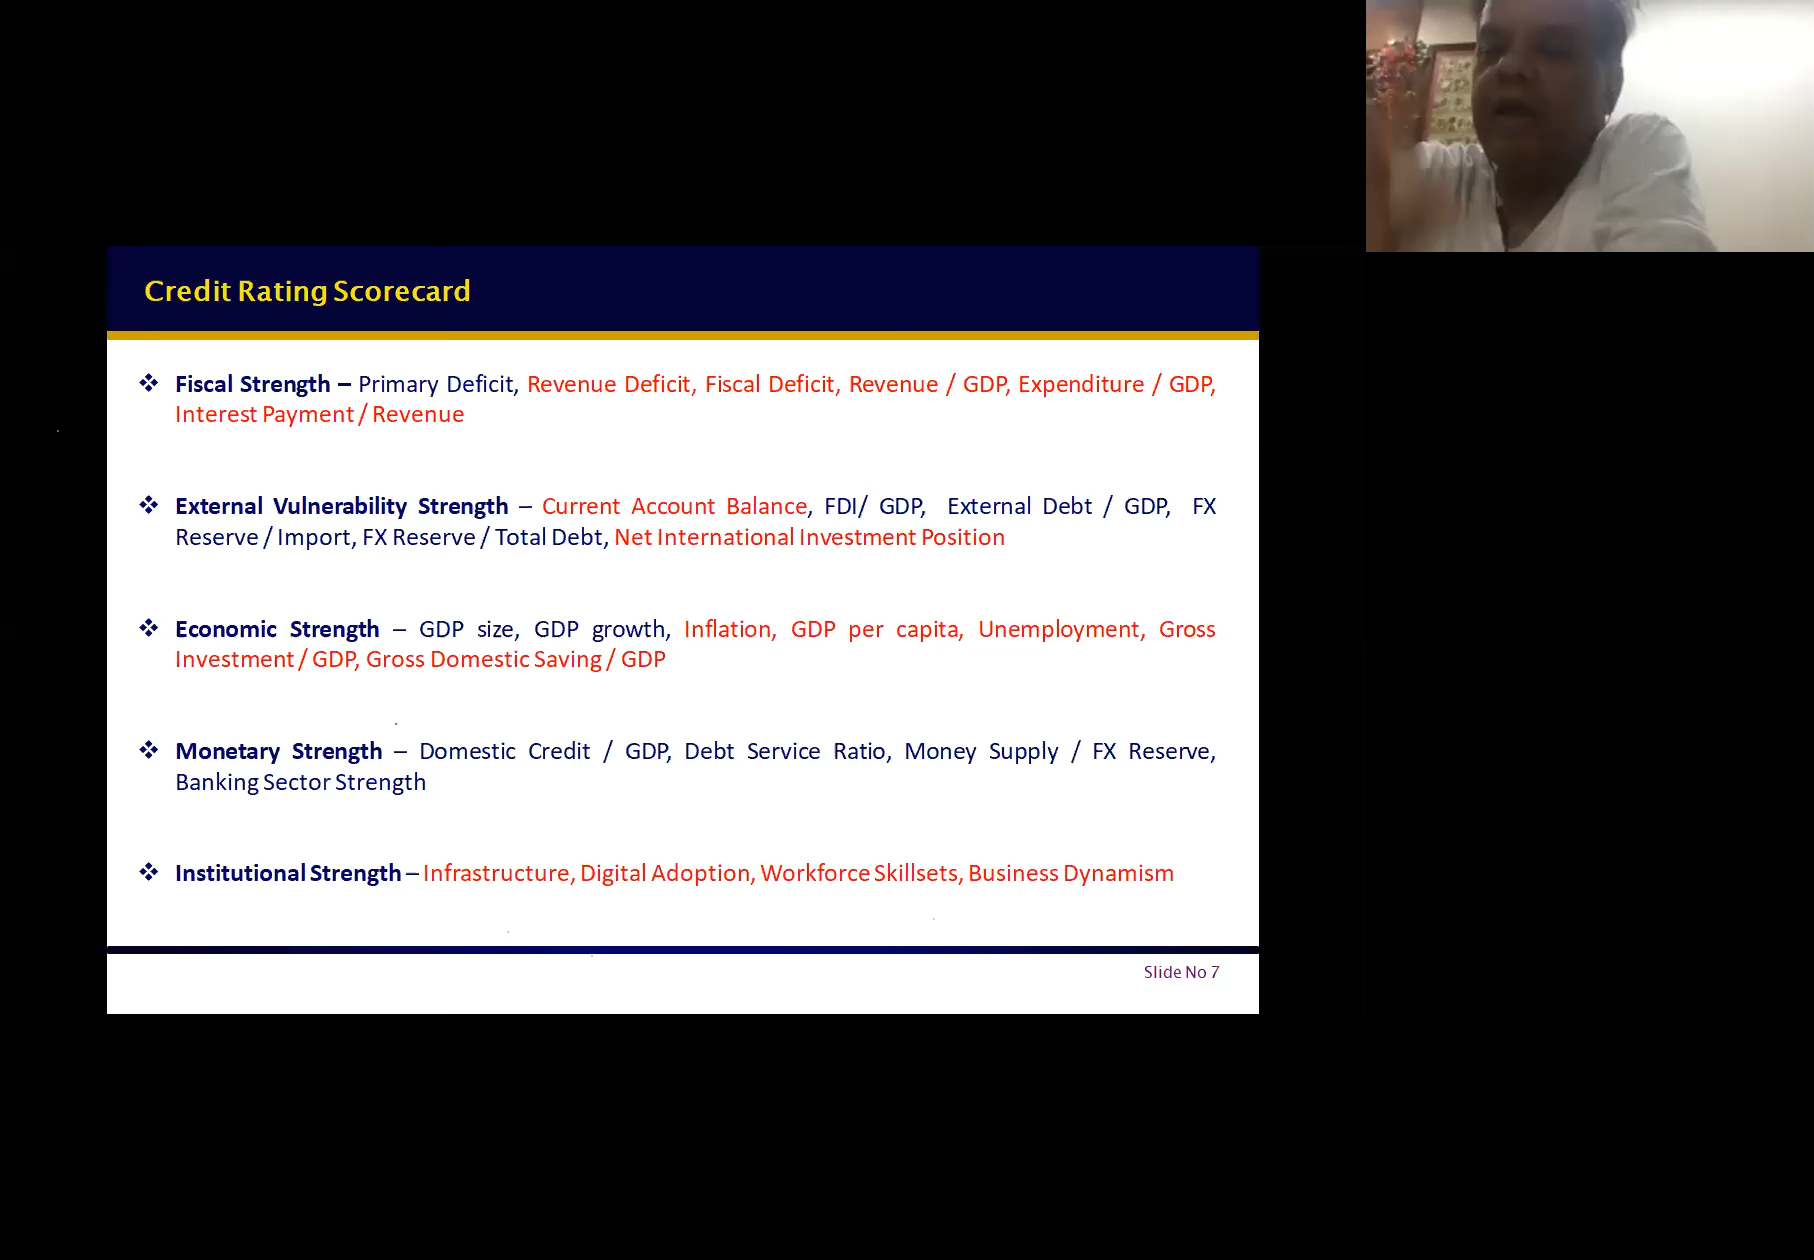 Credit Rating Scorecard
❖ Fiscal Strength – Primary Deficit, Revenue Deficit, Fiscal Deficit, Revenue / GDP, Expenditure / GDP,
Interest Payment / Revenue
❖ External Vulnerability Strength – Current Account Balance, FDI/ GDP, External Debt / GDP, FX
Reserve / Import, FX Reserve / Total Debt, Net International Investment Position
❖ Economic Strength – GDP size, GDP growth, Inflation, GDP per capita, Unemployment, Gross
Investment / GDP, Gross Domestic Saving / GDP
❖ Monetary Strength – Domestic Credit / GDP, Debt Service Ratio, Money Supply / FX Reserve,
Banking Sector Strength
❖ Institutional Strength – Infrastructure, Digital Adoption, Workforce Skillsets, Business Dynamism
Slide No 7